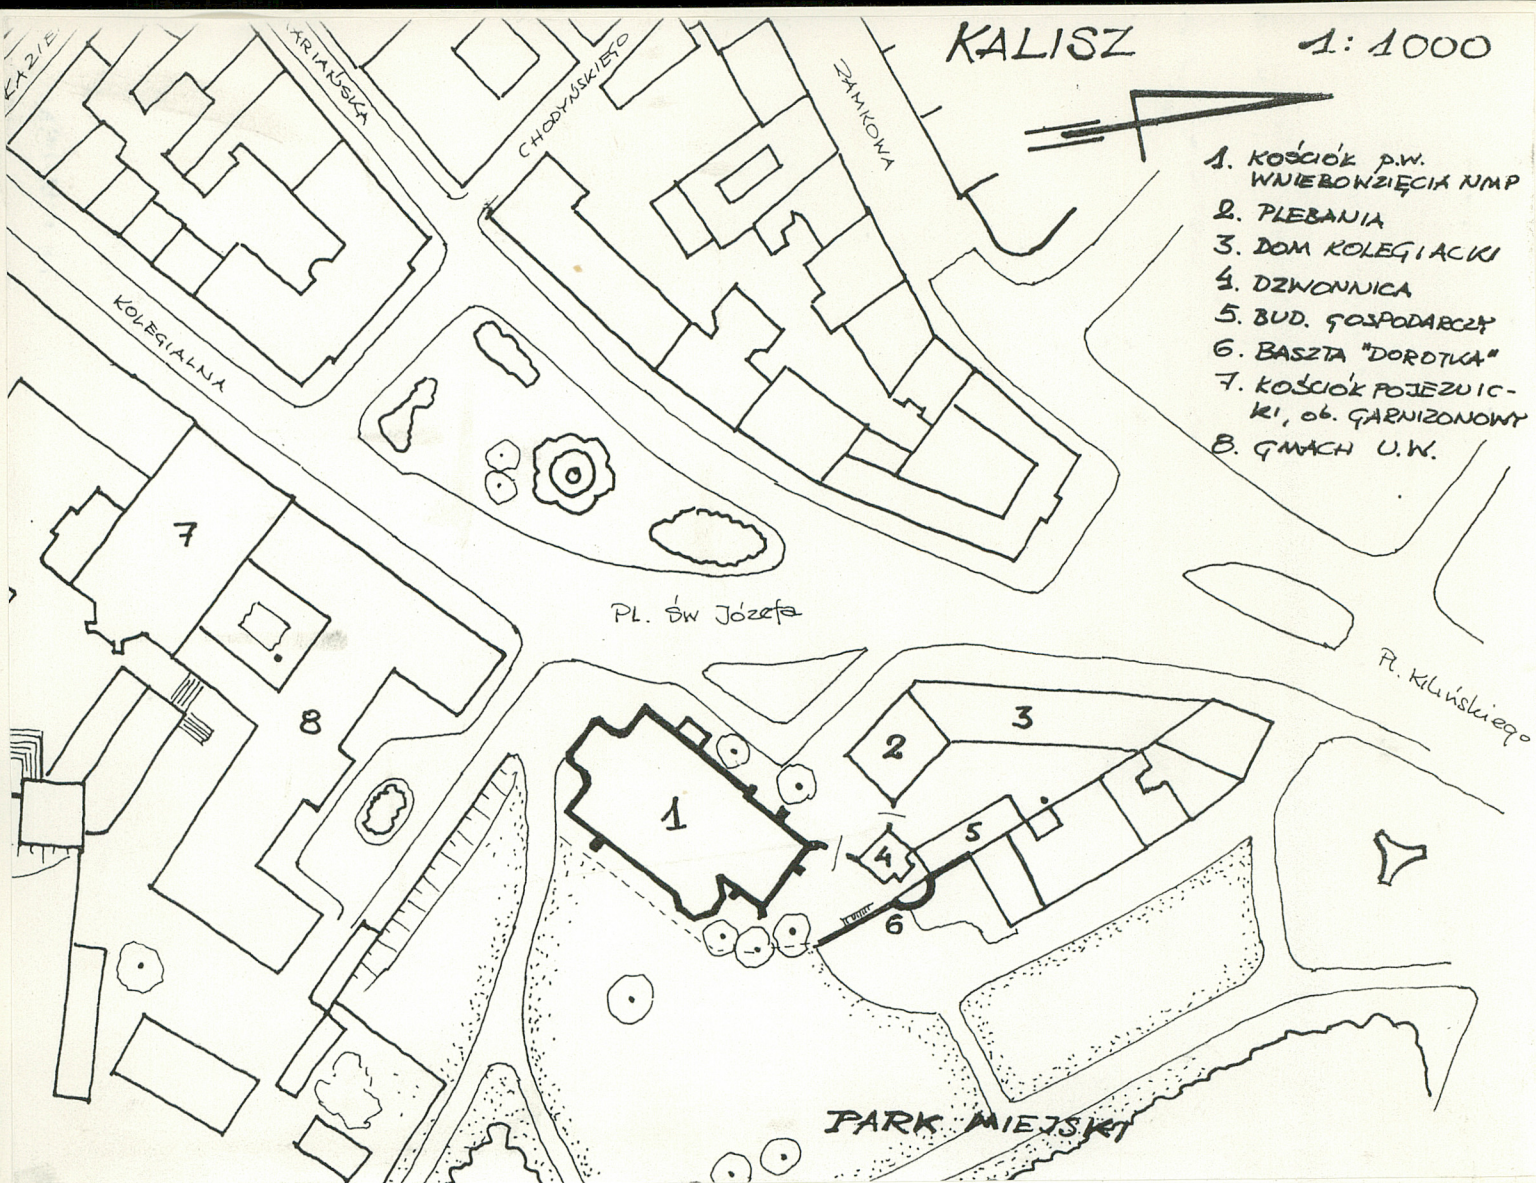 KALISZ 1:1000
1. KOŚCIÓŁ P.W.
WNIEBOWZIĘCIA NMP
2. PLEBANIA
3. DOM KOLEGIACKI
4. DZWONNICA
5. BUD. GOSPODARCZY
6. BASZTA "DOROTKA"
7. KOŚCIÓŁ POJEZUIC-
KI, ob. GARNIZONOWY
8. GMACH U.W.
KAZIE
ARIAŃSKA
CHODYŃSKIEGO
ZAMKOWA
KOLEGIALNA
7
PL. ŚW Józefa
Pl. Kilińskiego
8
2
3
1
4
5
6
PARK MIEJSKI